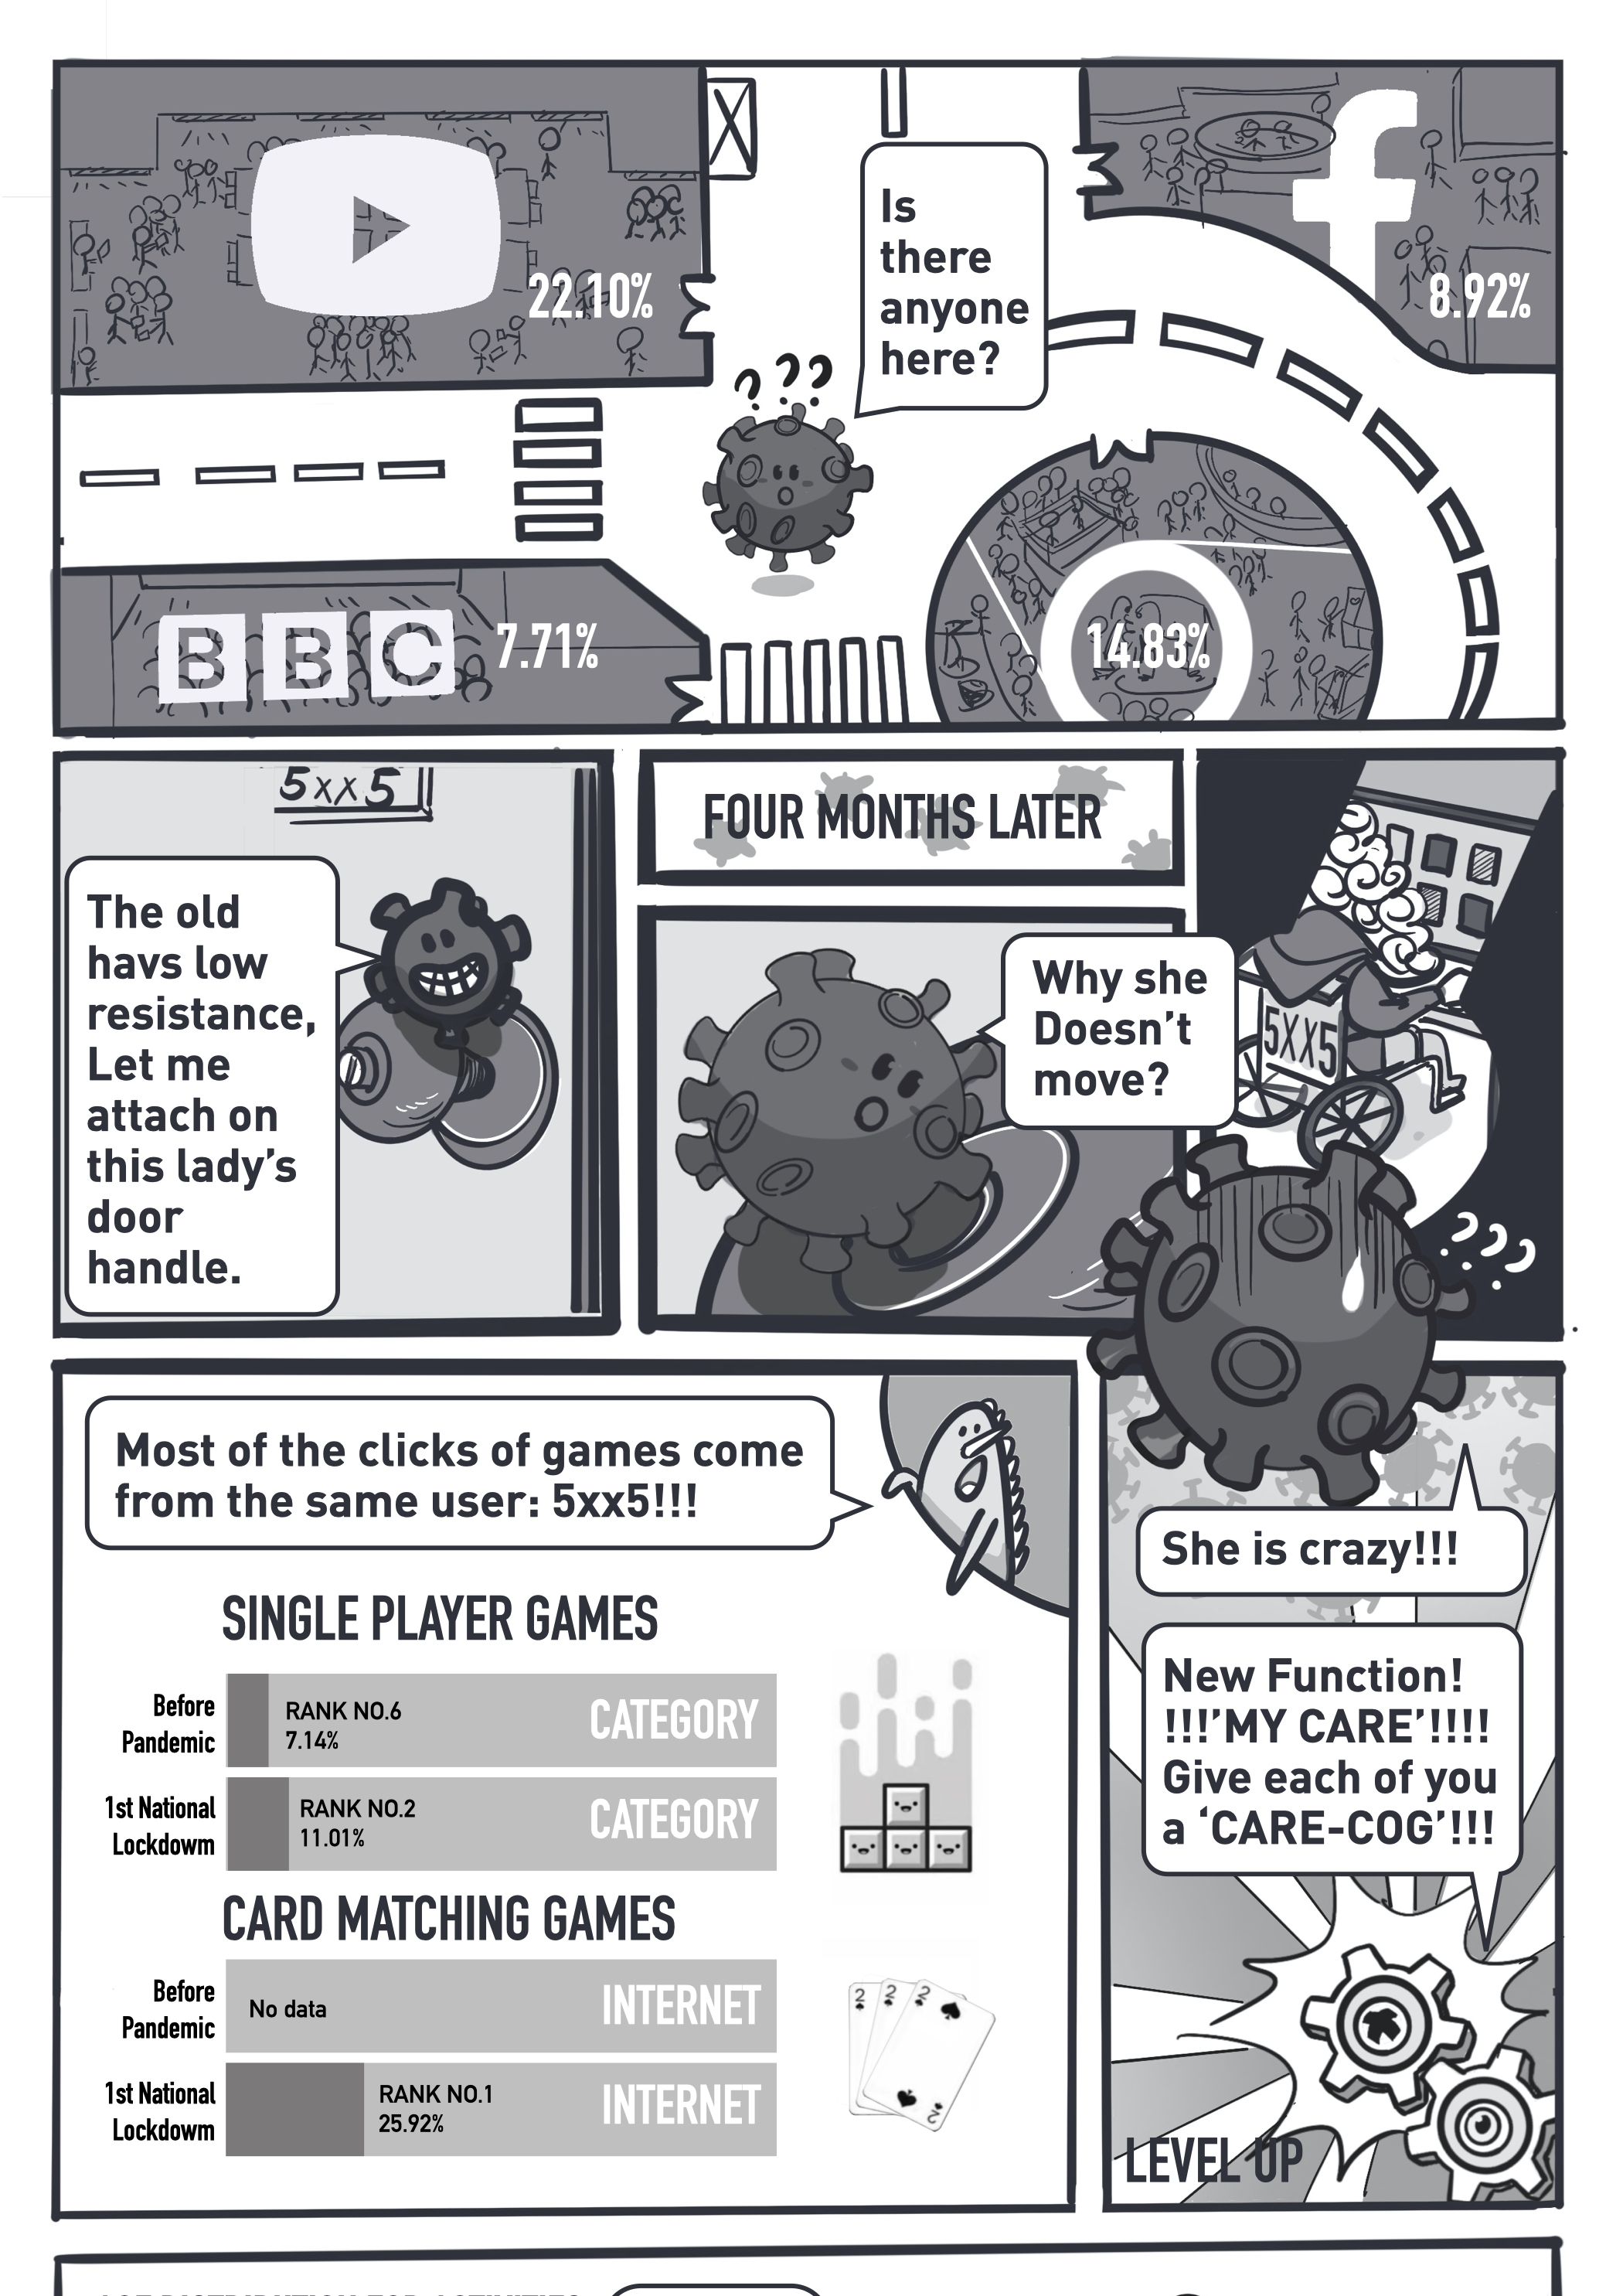 Is
there
anyone
here?
???
22.10%
f
8.92%
BBC
7.71%
14.83%
5xx5
The old
havs low
resistance,
Let me
attach on
this lady's
door
handle.
FOUR MONTHS LATER
Why she
Doesn't
move?
5XX5
???
Most of the clicks of games come
from the same user: 5xx5!!!
SINGLE PLAYER GAMES
Before
Pandemic
RANK NO.6
7.14%
CATEGORY
1st National
Lockdowm
RANK NO.2
11.01%
CATEGORY
CARD MATCHING GAMES
Before
Pandemic
No data
INTERNET
1st National
Lockdowm
RANK NO.1
25.92%
INTERNET
2
2
2
2
She is crazy!!!
New Function!
!!!'MY CARE'!!!!
Give each of you
a ‘CARE-COG'!!!
LEVEL UP